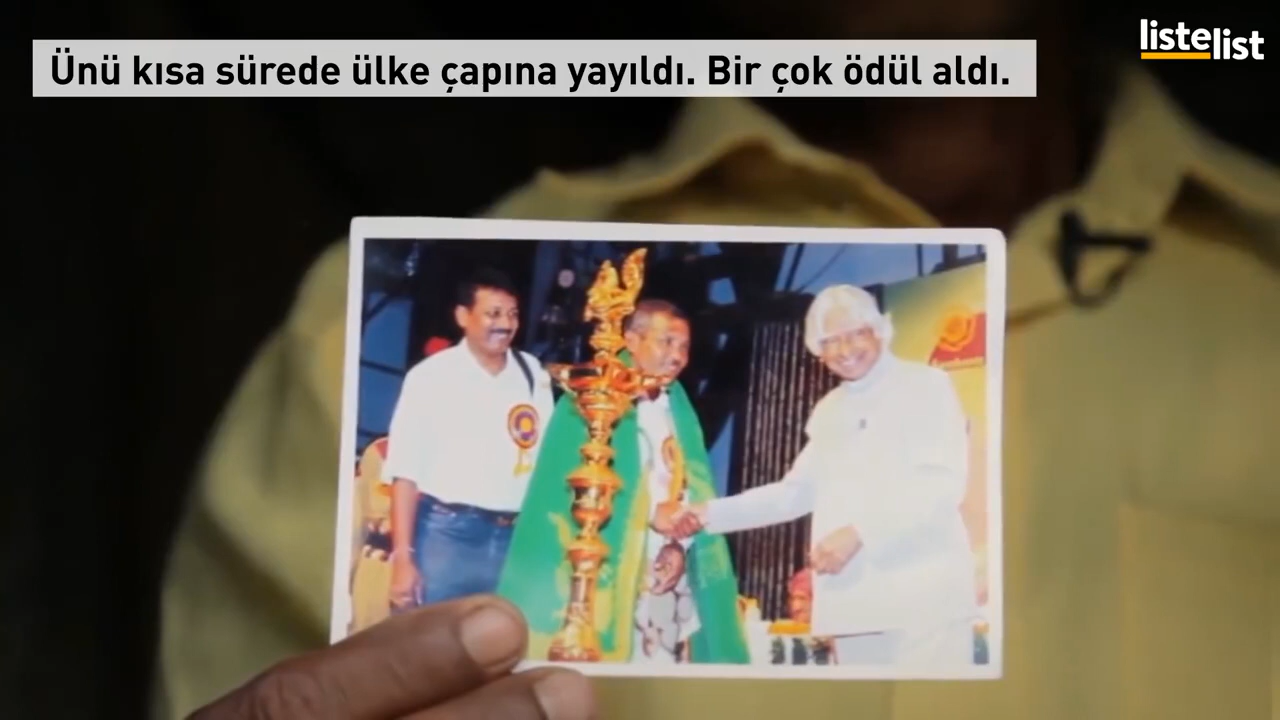 Ünü kısa sürede ülke çapına yayıldı. Bir çok ödül aldı.
listelist